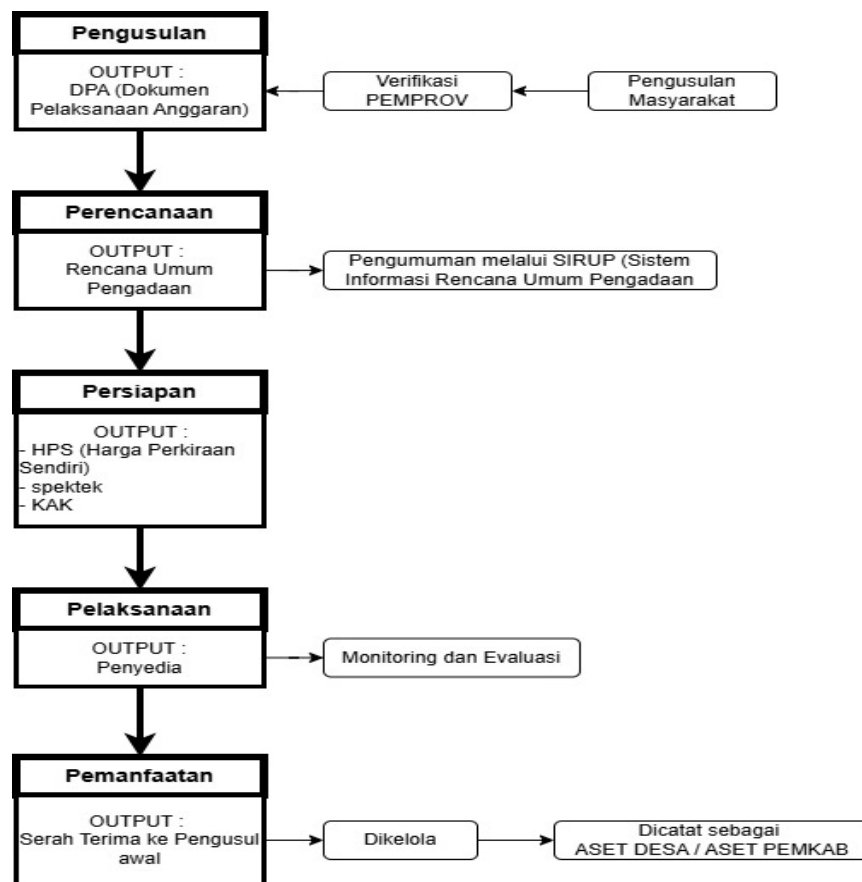 Pengusulan
OUTPUT :
DPA (Dokumen
Pelaksanaan Anggaran)
Verifikasi
PEMPROV
Pengusulan
Masyarakat
Perencanaan
OUTPUT :
Rencana Umum
Pengadaan
Pengumuman melalui SIRUP (Sistem
Informasi Rencana Umum Pengadaan
Persiapan
OUTPUT :
- HPS (Harga Perkiraan
Sendiri)
- spektek
- KAK
Pelaksanaan
OUTPUT :
Penyedia
Monitoring dan Evaluasi
Pemanfaatan
OUTPUT :
Serah Terima ke Pengusul
awal
Dikelola
Dicatat sebagai
ASET DESA / ASET PEMKAB